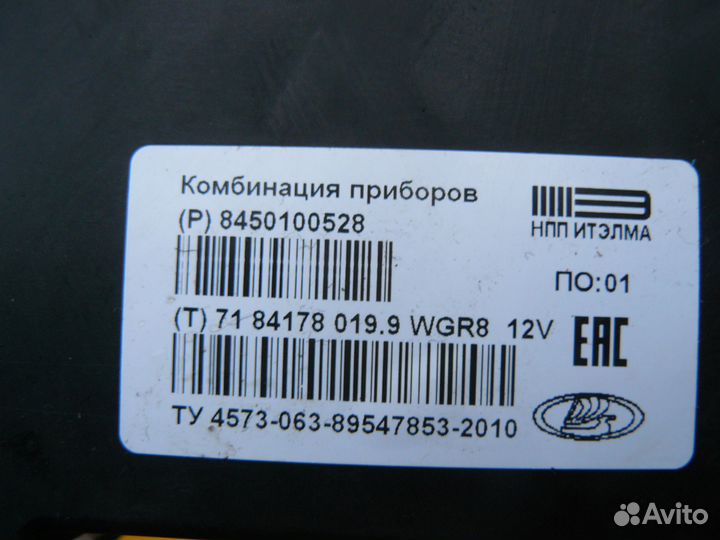 Комбинация приборов
(P) 8450100528
НПП ИТЭЛМА
ПО:01
(T) 71 84178 019.9 WGR8 12V
EAC
ТУ 4573-063-89547853-2010
Avito